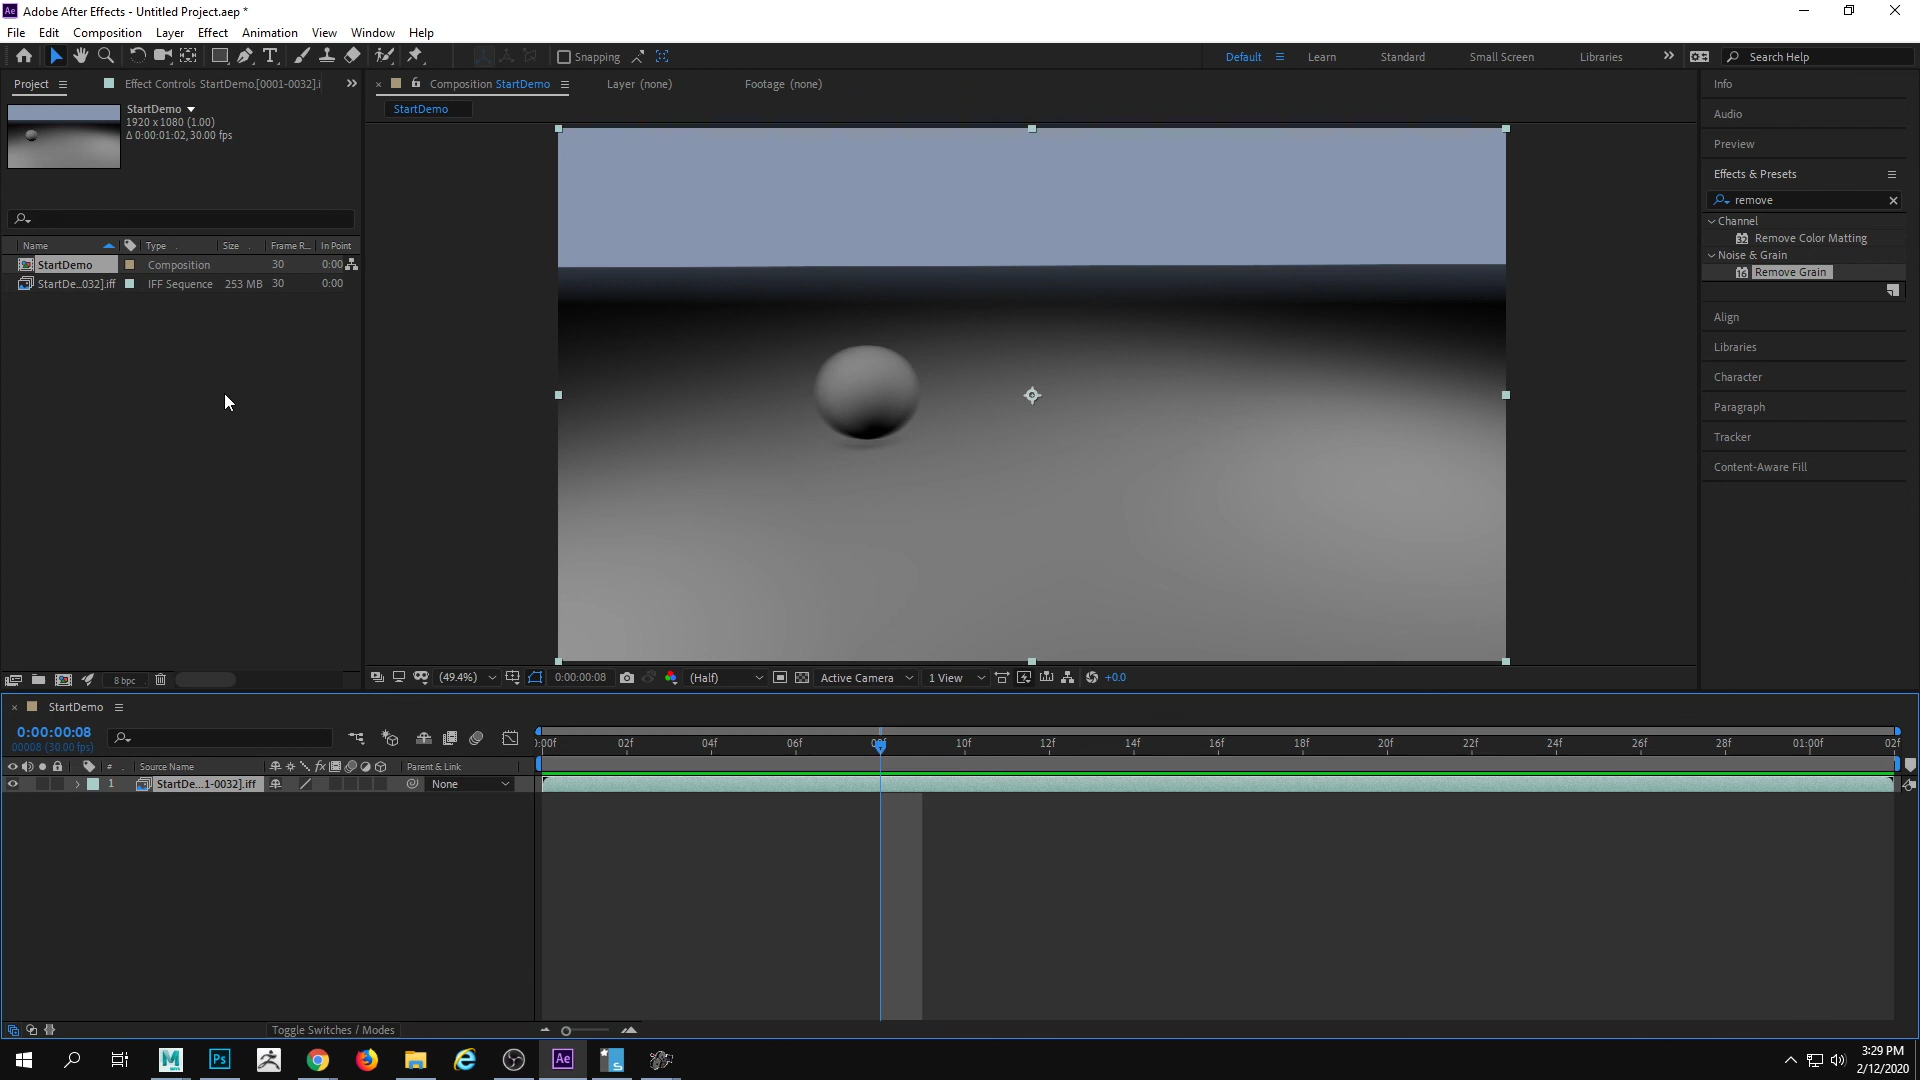 Ae Adobe After Effects - Untitled Project.aep *
File Edit Composition Layer Effect Animation View Window Help
Snapping Default Learn Standard Small Screen Libraries Search Help
Project Effect Controls StartDemo.[0001-0032].i
StartDemo
1920 x 1080 (1.00)
Δ 0:00:01:02, 30.00 fps
Name Type Size Frame R... In Point
StartDemo Composition 30 0:00
StartDe...032].iff IFF Sequence 253 MB 30 0:00
8 bpc
Composition StartDemo Layer (none) Footage (none)
StartDemo
(49.4%) 0:00:00:08 (Half) Active Camera 1 View +0.0
Info
Audio
Preview
Effects & Presets
remove
Channel
32 Remove Color Matting
Noise & Grain
16 Remove Grain
Align
Libraries
Character
Paragraph
Tracker
Content-Aware Fill
StartDemo
0:00:00:08
00008 (30.00 fps)
:00f 02f 04f 06f 08f 10f 12f 14f 16f 18f 20f 22f 24f 26f 28f 01:00f 02f
# Source Name fx Parent & Link
1 StartDe...1-0032].iff None
Toggle Switches / Modes
M Ps Ae S
3:29 PM
2/12/2020